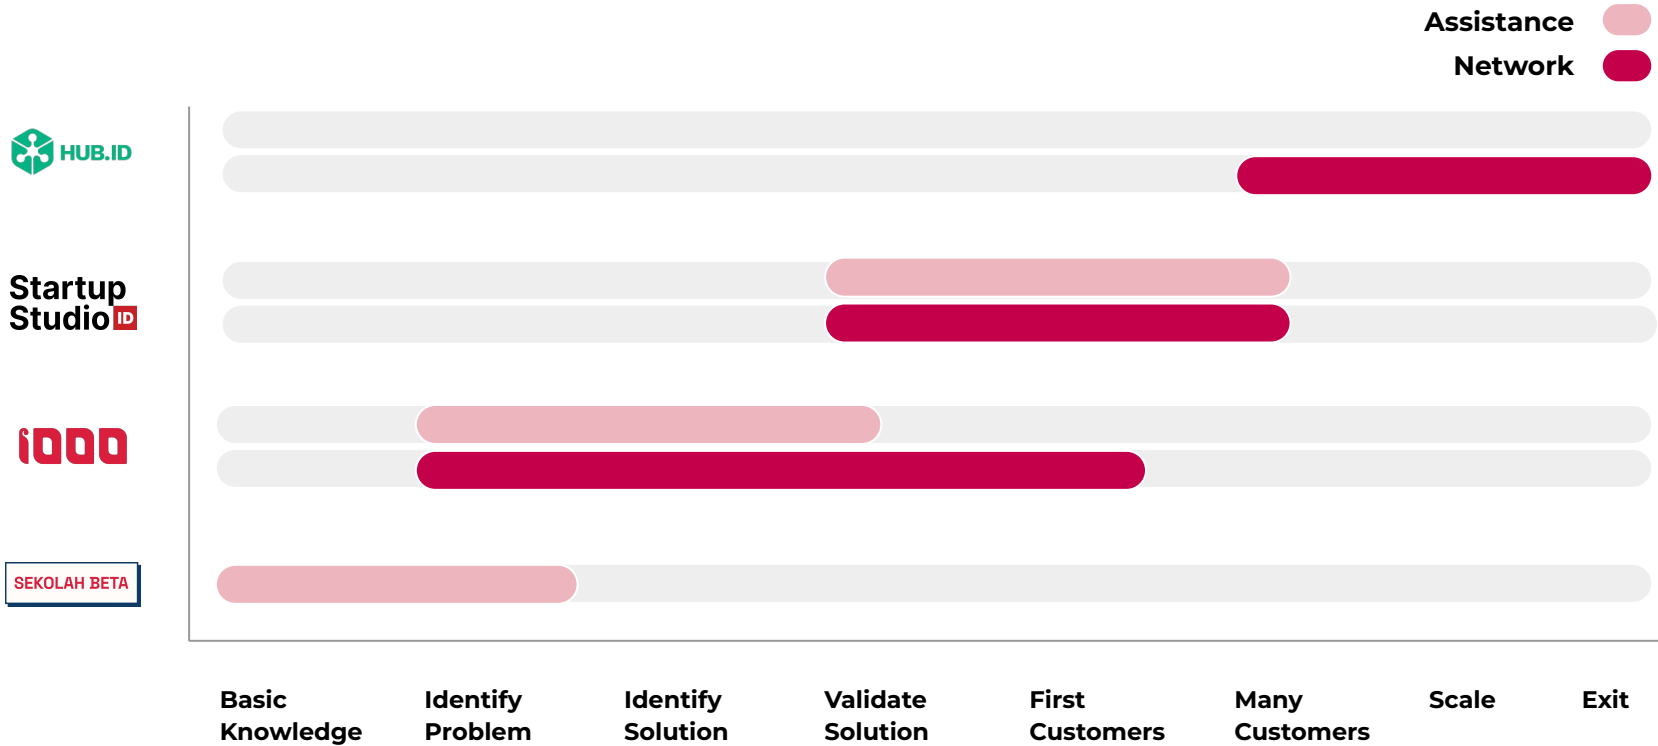 Assistance
Network
HUB.ID
Startup
Studio ID
1000
SEKOLAH BETA
Basic
Knowledge
Identify
Problem
Identify
Solution
Validate
Solution
First
Customers
Many
Customers
Scale
Exit